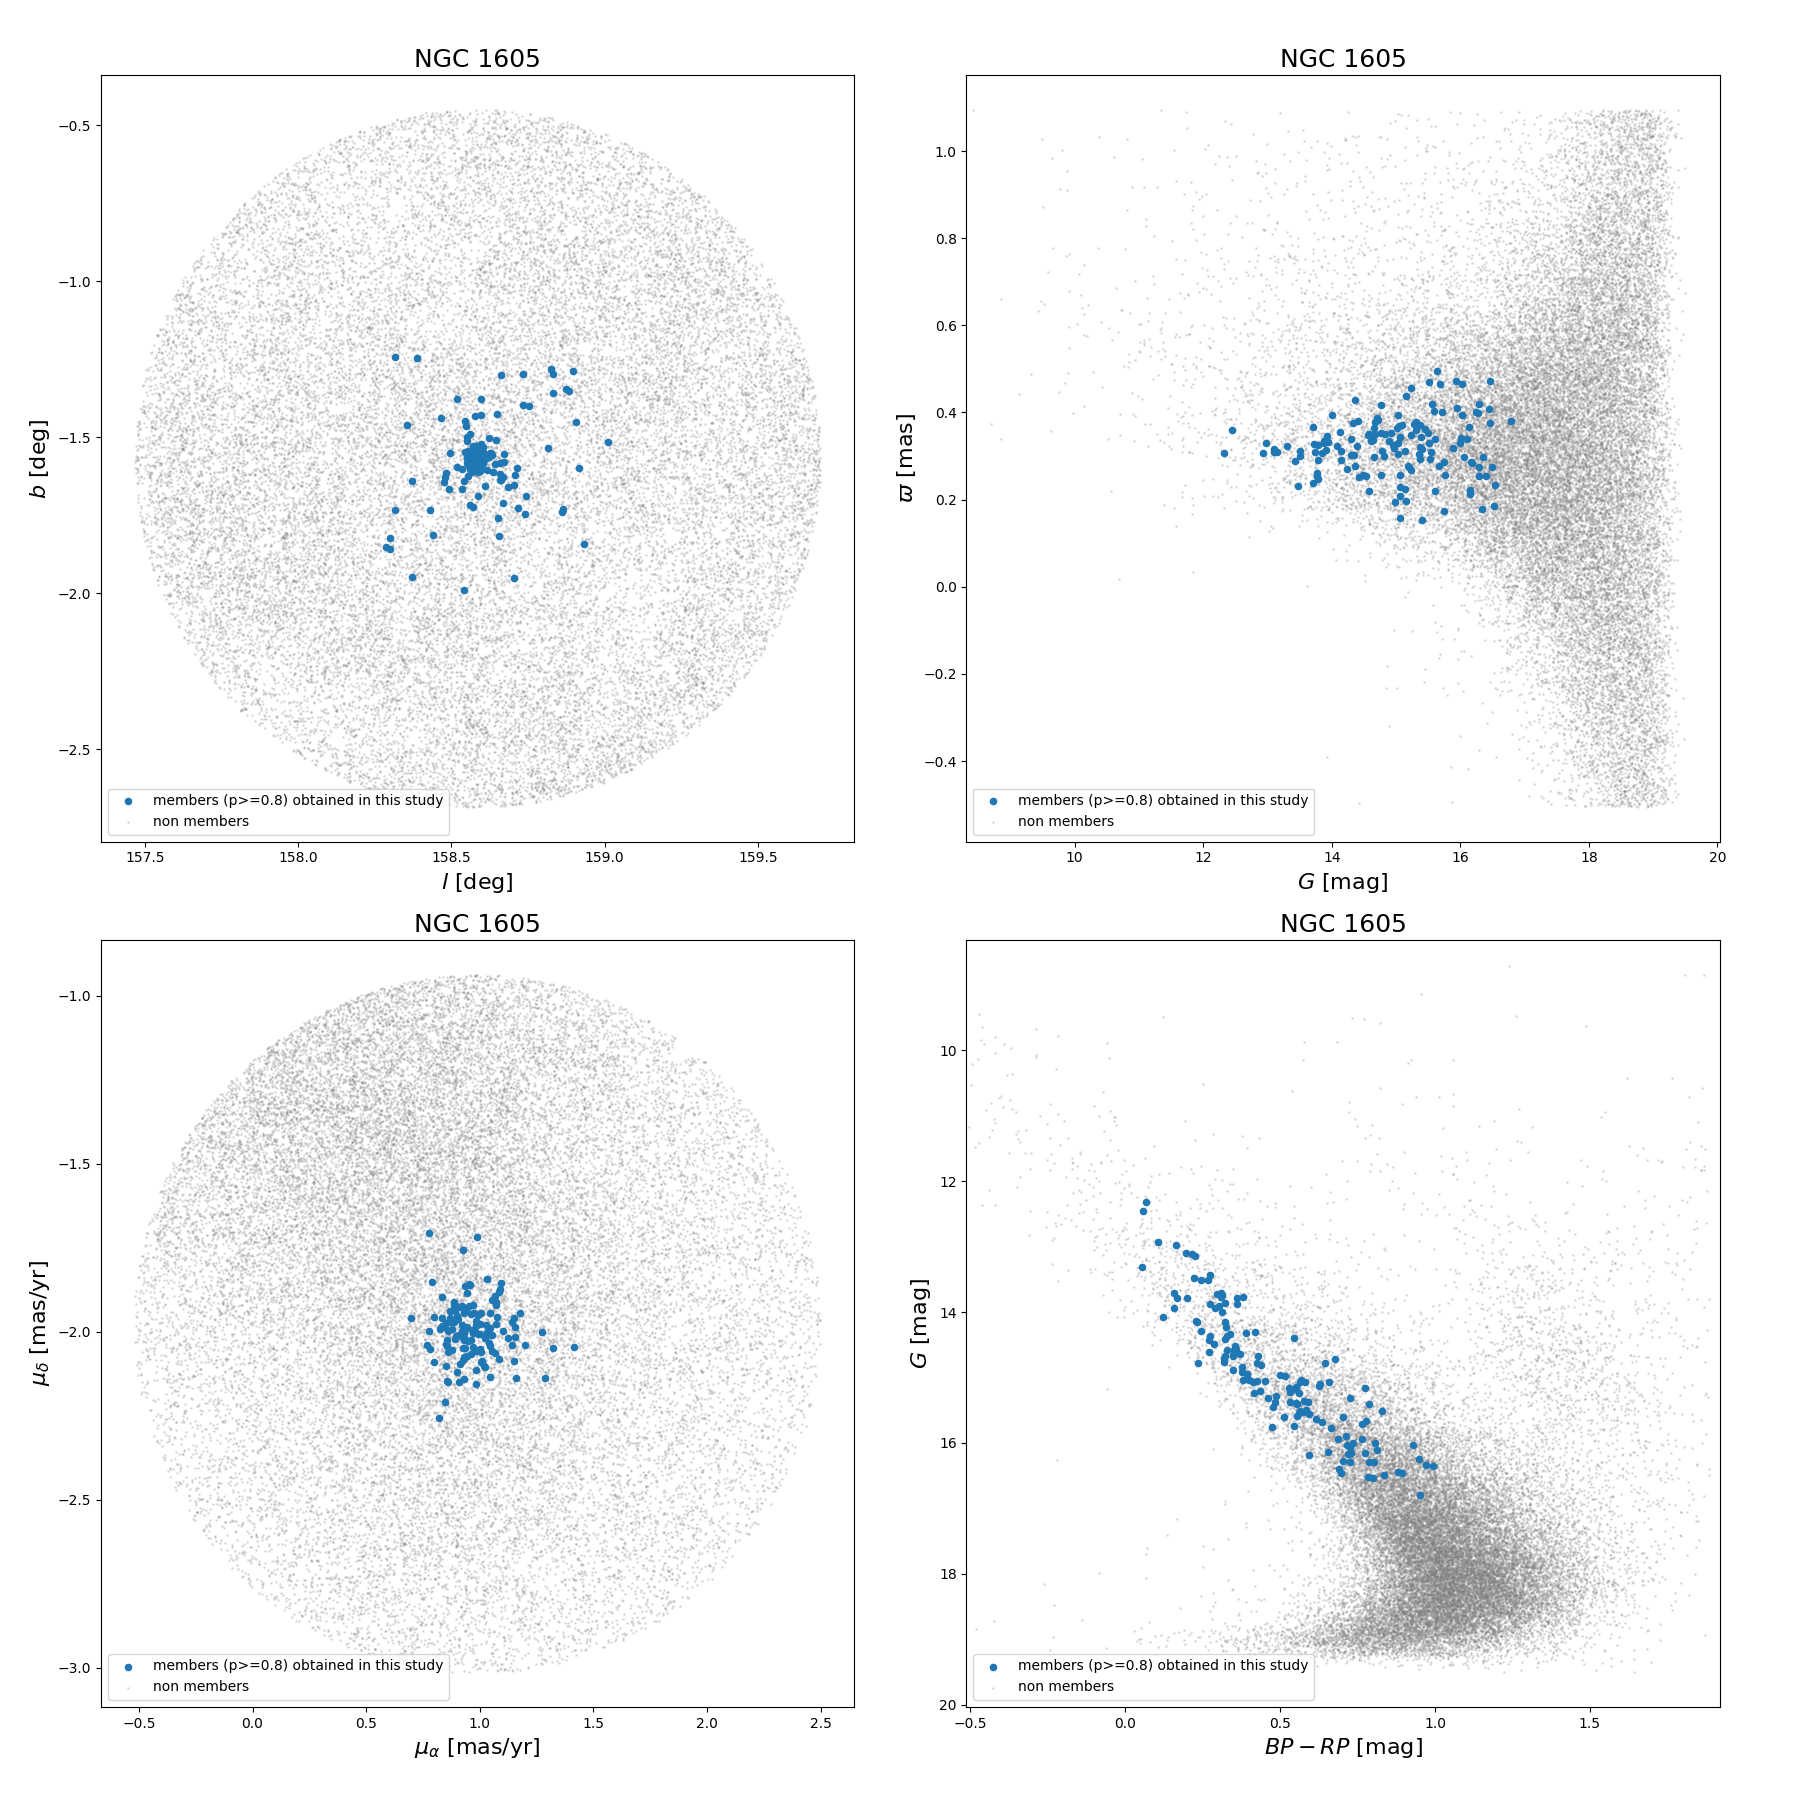 NGC 1605
−0.5
−1.0
−1.5
−2.0
−2.5
b [deg]
members (p>=0.8) obtained in this study
non members
157.5 158.0 158.5 159.0 159.5
l [deg]
NGC 1605
1.0
0.8
0.6
0.4
0.2
0.0
−0.2
−0.4
ϖ [mas]
members (p>=0.8) obtained in this study
non members
10 12 14 16 18 20
G [mag]
NGC 1605
−1.0
−1.5
−2.0
−2.5
−3.0
μδ [mas/yr]
members (p>=0.8) obtained in this study
non members
−0.5 0.0 0.5 1.0 1.5 2.0 2.5
μα [mas/yr]
NGC 1605
10
12
14
16
18
20
G [mag]
members (p>=0.8) obtained in this study
non members
−0.5 0.0 0.5 1.0 1.5
BP − RP [mag]